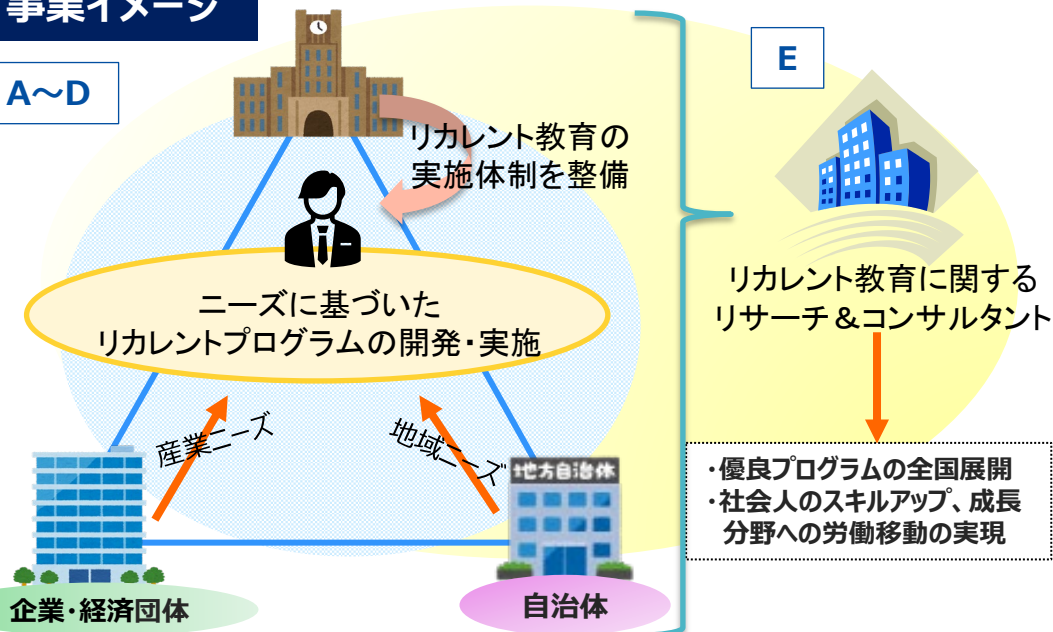 事業イメージ
A～D
リカレント教育の
実施体制を整備
ニーズに基づいた
リカレントプログラムの開発・実施
産業ニーズ
地域ニーズ
地方自治体
企業・経済団体
自治体
E
リカレント教育に関する
リサーチ＆コンサルタント
・優良プログラムの全国展開
・社会人のスキルアップ、成長
分野への労働移動の実現